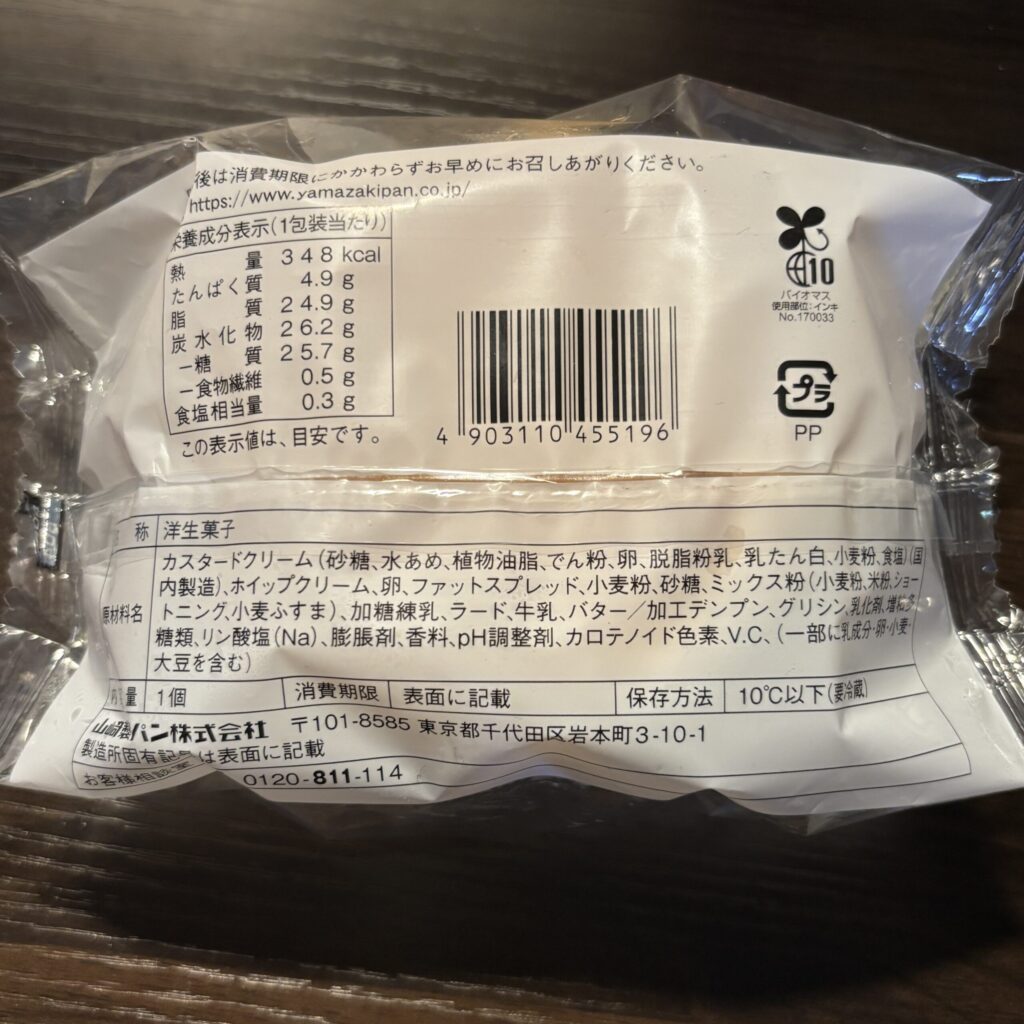 後は消費期限にかかわらずお早めにお召しあがりください。
https://www.yamazakipan.co.jp/
栄養成分表示(1包装当たり)
熱量 348 kcal
たんぱく質 4.9 g
脂質 24.9 g
炭水化物 26.2 g
－糖質 25.7 g
－食物繊維 0.5 g
食塩相当量 0.3 g
この表示値は、目安です。
4 903110 455196
10
バイオマス
使用部位:インキ
No.170033
プラ
PP
称 洋生菓子
原材料名
カスタードクリーム(砂糖、水あめ、植物油脂、でん粉、卵、脱脂粉乳、乳たん白、小麦粉、食塩)(国
内製造)、ホイップクリーム、卵、ファットスプレッド、小麦粉、砂糖、ミックス粉(小麦粉、米粉、ショー
トニング、小麦ふすま)、加糖練乳、ラード、牛乳、バター/加工デンプン、グリシン、乳化剤、増粘多
糖類、リン酸塩(Na)、膨脹剤、香料、pH調整剤、カロテノイド色素、V.C、(一部に乳成分・卵・小麦・
大豆を含む)
内容量 1個 消費期限 表面に記載 保存方法 10℃以下(要冷蔵)
山崎製パン株式会社 〒101-8585 東京都千代田区岩本町3-10-1
製造所固有記号は表面に記載
お客様相談室 0120-811-114